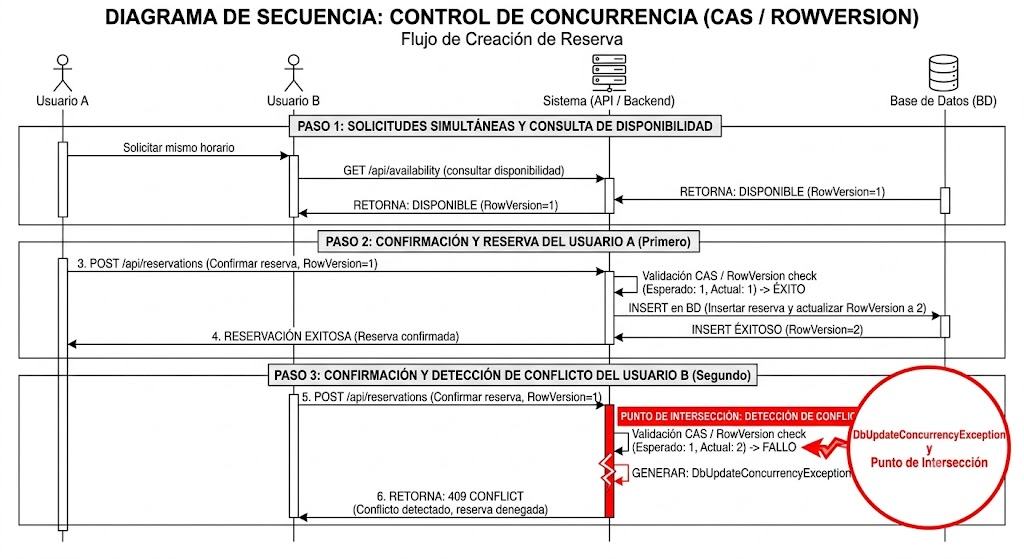 DIAGRAMA DE SECUENCIA: CONTROL DE CONCURRENCIA (CAS / ROWVERSION)
Flujo de Creación de Reserva
Usuario A
Usuario B
Sistema (API / Backend)
Base de Datos (BD)
PASO 1: SOLICITUDES SIMULTÁNEAS Y CONSULTA DE DISPONIBILIDAD
Solicitar mismo horario
GET /api/availability (consultar disponibilidad)
RETORNA: DISPONIBLE (RowVersion=1)
RETORNA: DISPONIBLE (RowVersion=1)
PASO 2: CONFIRMACIÓN Y RESERVA DEL USUARIO A (Primero)
3. POST /api/reservations (Confirmar reserva, RowVersion=1)
Validación CAS / RowVersion check
(Esperado: 1, Actual: 1) -> ÉXITO
INSERT en BD (Insertar reserva y actualizar RowVersion a 2)
INSERT ÉXITOSO (RowVersion=2)
4. RESERVACIÓN EXITOSA (Reserva confirmada)
PASO 3: CONFIRMACIÓN Y DETECCIÓN DE CONFLICTO DEL USUARIO B (Segundo)
5. POST /api/reservations (Confirmar reserva, RowVersion=1)
PUNTO DE INTERSECCIÓN: DETECCIÓN DE CONFLIC
Validación CAS / RowVersion check
(Esperado: 1, Actual: 2) -> FALLO
GENERAR: DbUpdateConcurrencyException
DbUpdateConcurrencyException
y
Punto de Intersección
6. RETORNA: 409 CONFLICT
(Conflicto detectado, reserva denegada)